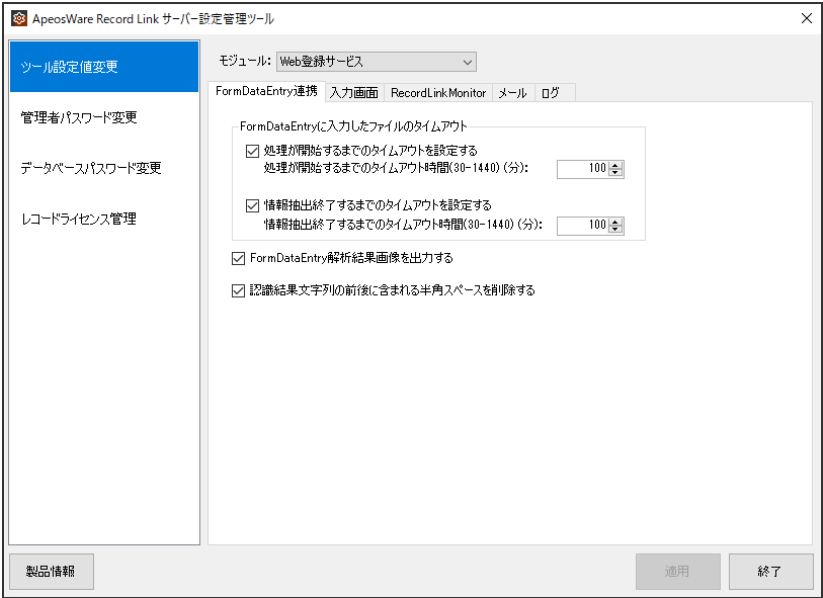 ApeosWare Record Link サーバー設定管理ツール
ツール設定値変更
管理者パスワード変更
データベースパスワード変更
レコードライセンス管理
モジュール: Web登録サービス
FormDataEntry連携 入力画面 RecordLinkMonitor メール ログ
FormDataEntryに入力したファイルのタイムアウト
処理が開始するまでのタイムアウトを設定する
処理が開始するまでのタイムアウト時間(30-1440) (分): 100
情報抽出終了するまでのタイムアウトを設定する
情報抽出終了するまでのタイムアウト時間(30-1440) (分): 100
FormDataEntry解析結果画像を出力する
認識結果文字列の前後に含まれる半角スペースを削除する
製品情報 適用 終了